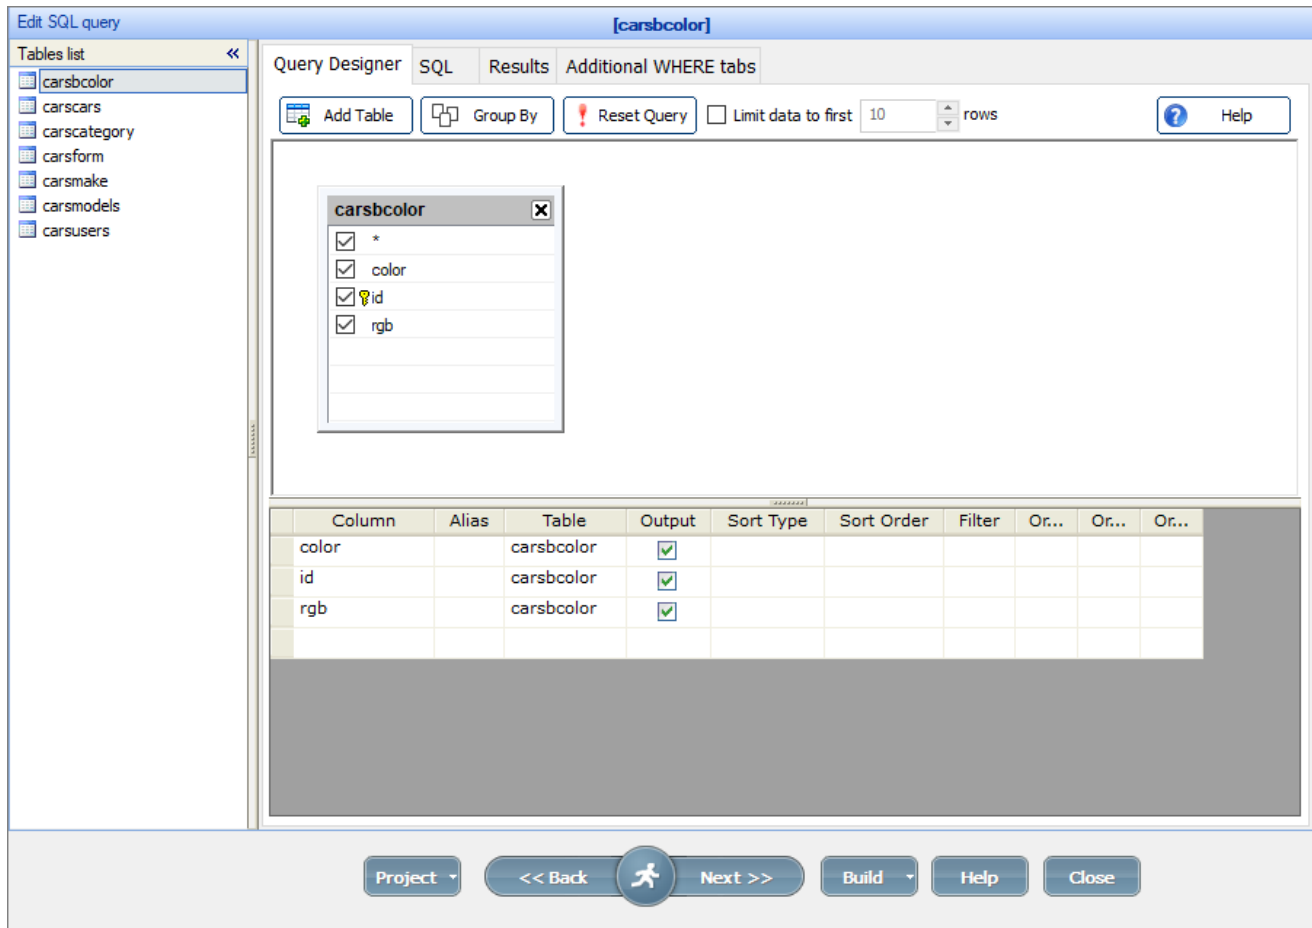 Edit SQL query
[carsbcolor]
Tables list
carsbcolor
carscars
carscategory
carsform
carsmake
carsmodels
carsusers
Query Designer SQL Results Additional WHERE tabs
Add Table Group By Reset Query Limit data to first 10 rows Help
carsbcolor
*
color
id
rgb
Column Alias Table Output Sort Type Sort Order Filter Or... Or... Or...
color carsbcolor
id carsbcolor
rgb carsbcolor
Project << Back Next >> Build Help Close